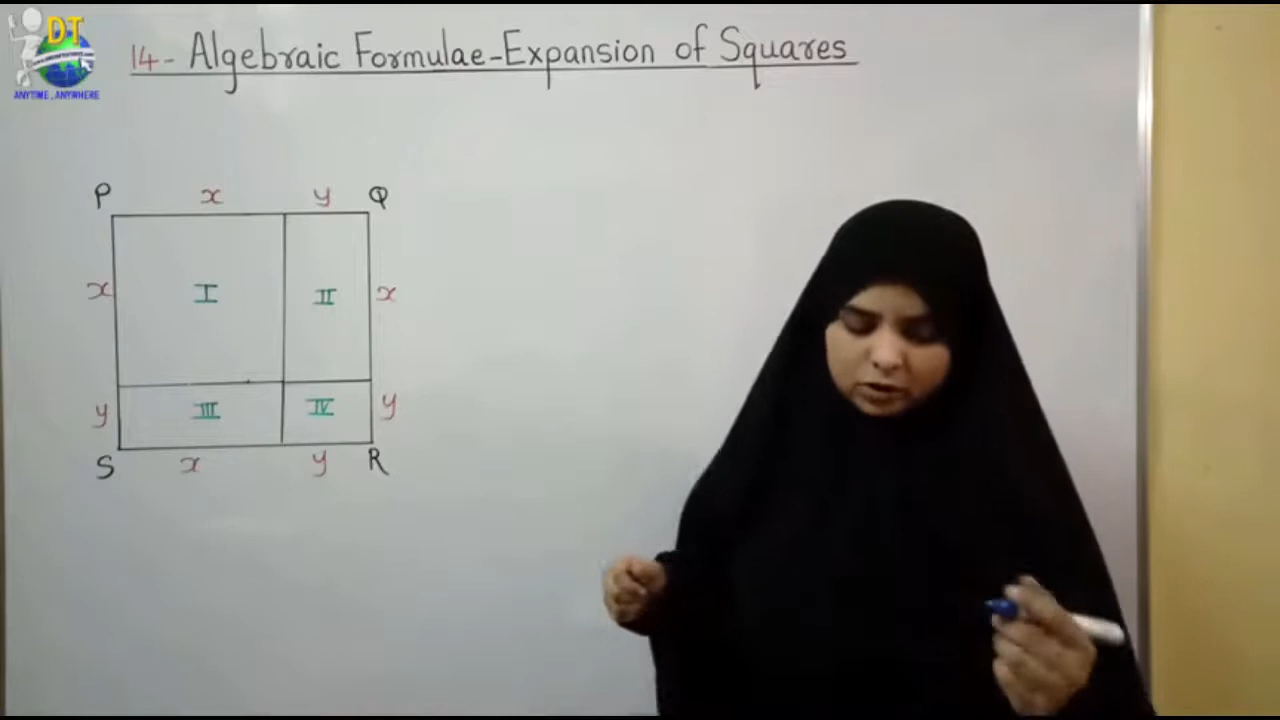 DT
ANYTIME, ANYWHERE
14- Algebraic Formulae-Expansion of Squares
P x y Q
x I II x
y III IV y
S x y R